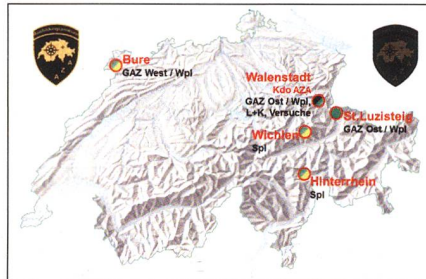 Bure
GAZ West / Wpl
Walenstadt
Kdo AZA
GAZ Ost / Wpl,
L+K, Versuche
St.Luzisteig
GAZ Ost / Wpl
Wichlen
Spl
Hinterrhein
Spl